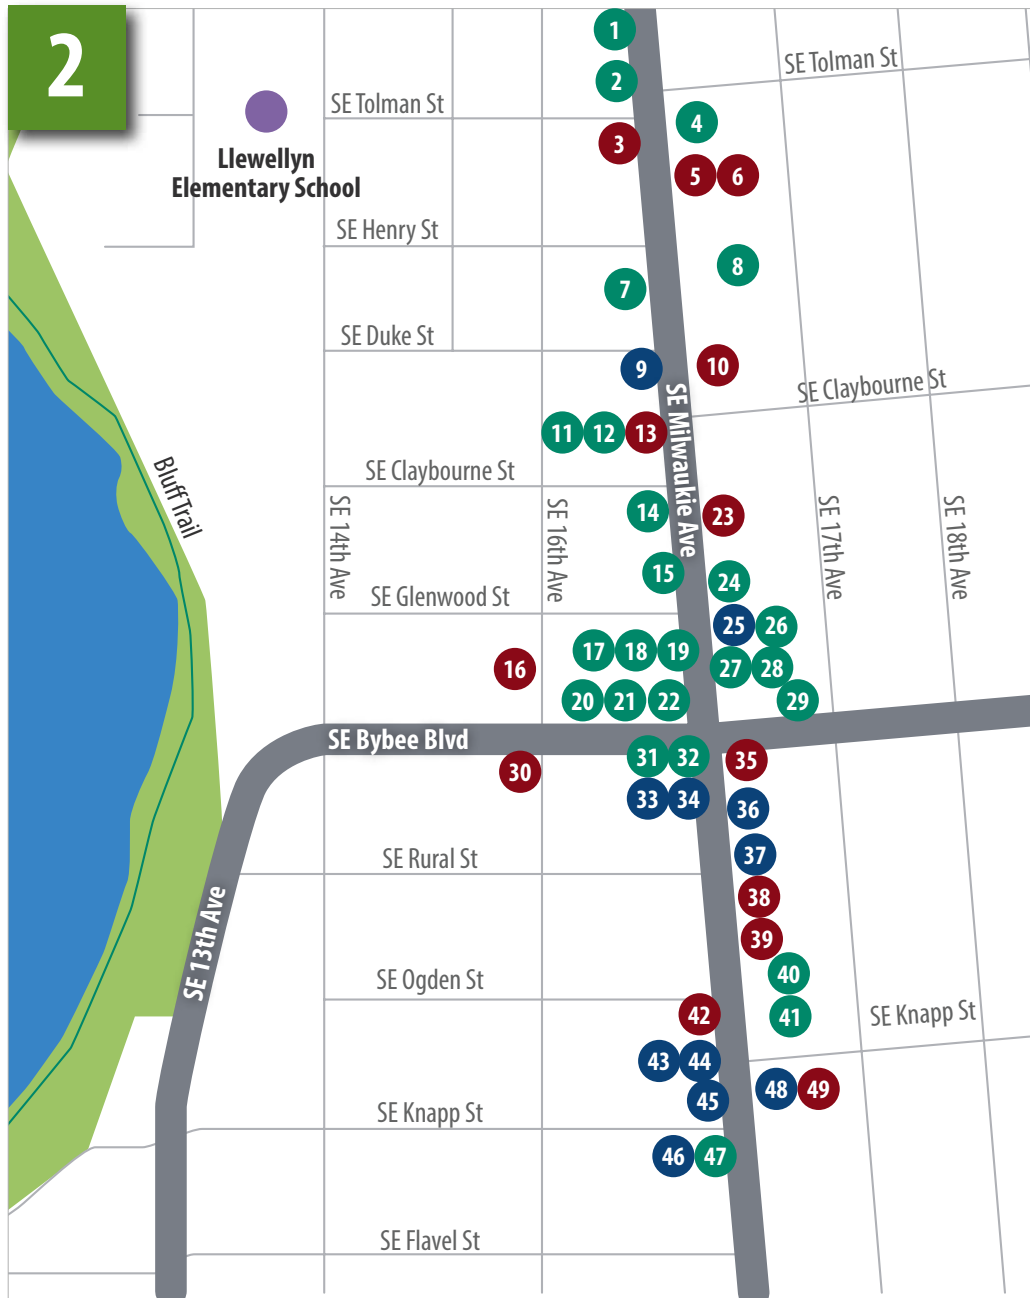 2
1
SE Tolman St
2
SE Tolman St
4
3
Llewellyn
Elementary School
5
6
SE Henry St
8
7
SE Duke St
9
10
SE Claybourne St
SE Milwaukie Ave
11
12
13
SE Claybourne St
Bluff Trail
SE 14th Ave
SE 16th Ave
14
23
SE 17th Ave
SE 18th Ave
15
24
SE Glenwood St
25
26
17
18
19
16
27
28
20
21
22
29
SE Bybee Blvd
31
32
35
30
33
34
36
SE Rural St
37
38
SE 13th Ave
39
SE Ogden St
40
42
41
SE Knapp St
43
44
48
49
45
SE Knapp St
46
47
SE Flavel St